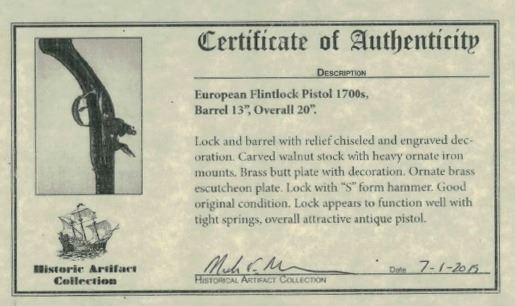 Certificate of Authenticity
DESCRIPTION
European Flintlock Pistol 1700s,
Barrel 13”, Overall 20”.
Lock and barrel with relief chiseled and engraved dec-
oration. Carved walnut stock with heavy ornate iron
mounts. Brass butt plate with decoration. Ornate brass
escutcheon plate. Lock with “S” form hammer. Good
original condition. Lock appears to function well with
tight springs, overall attractive antique pistol.
Historic Artifact
Collection
Date 7-1-2015
HISTORICAL ARTIFACT COLLECTION